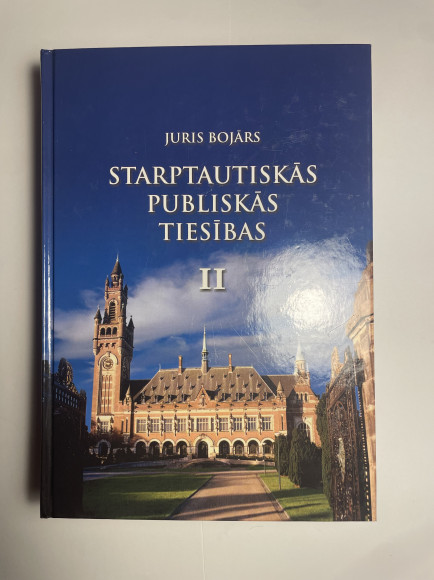 JURIS BOJĀRS
STARPTAUTISKĀS
PUBLISKĀS
TIESĪBAS
II